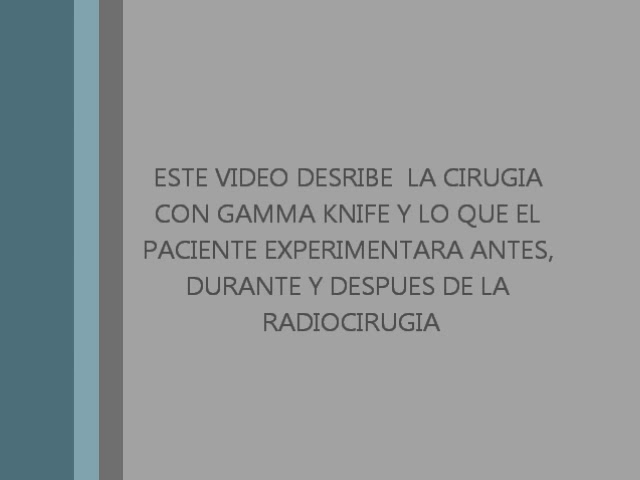 ESTE VIDEO DESRIBE  LA CIRUGIA
CON GAMMA KNIFE Y LO QUE EL
PACIENTE EXPERIMENTARA ANTES,
DURANTE Y DESPUES DE LA
RADIOCIRUGIA